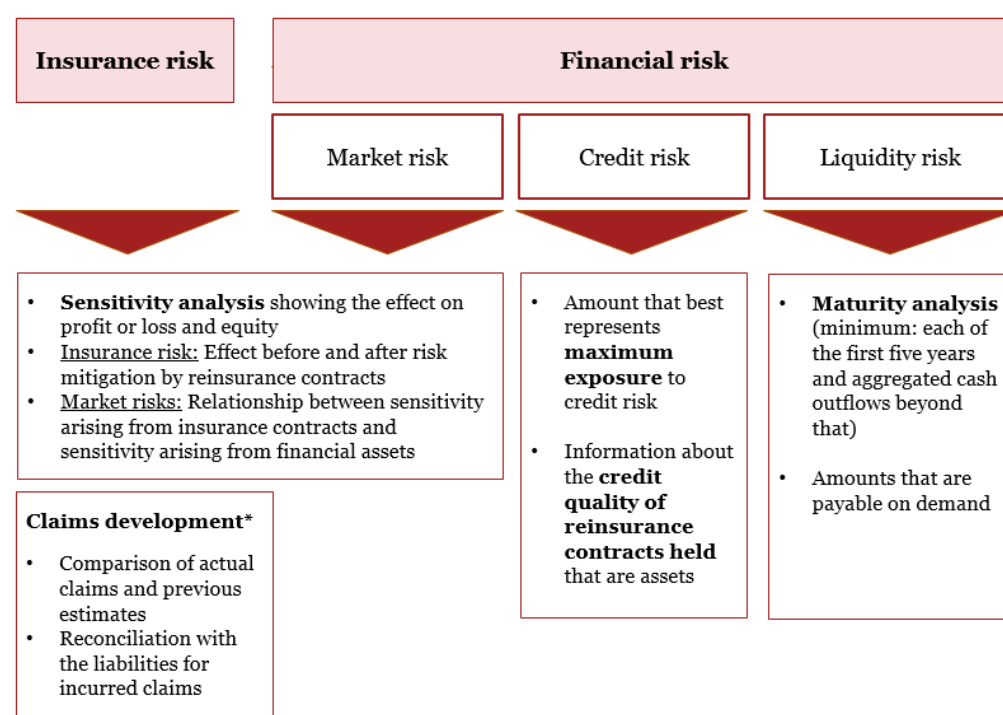 Insurance risk
Financial risk
Market risk
Credit risk
Liquidity risk
• Sensitivity analysis showing the effect on
profit or loss and equity
• Insurance risk: Effect before and after risk
mitigation by reinsurance contracts
• Market risks: Relationship between sensitivity
arising from insurance contracts and
sensitivity arising from financial assets
Claims development*
• Comparison of actual
claims and previous
estimates
• Reconciliation with
the liabilities for
incurred claims
• Amount that best
represents
maximum
exposure to
credit risk
• Information about
the credit
quality of
reinsurance
contracts held
that are assets
• Maturity analysis
(minimum: each of
the first five years
and aggregated cash
outflows beyond
that)
• Amounts that are
payable on demand